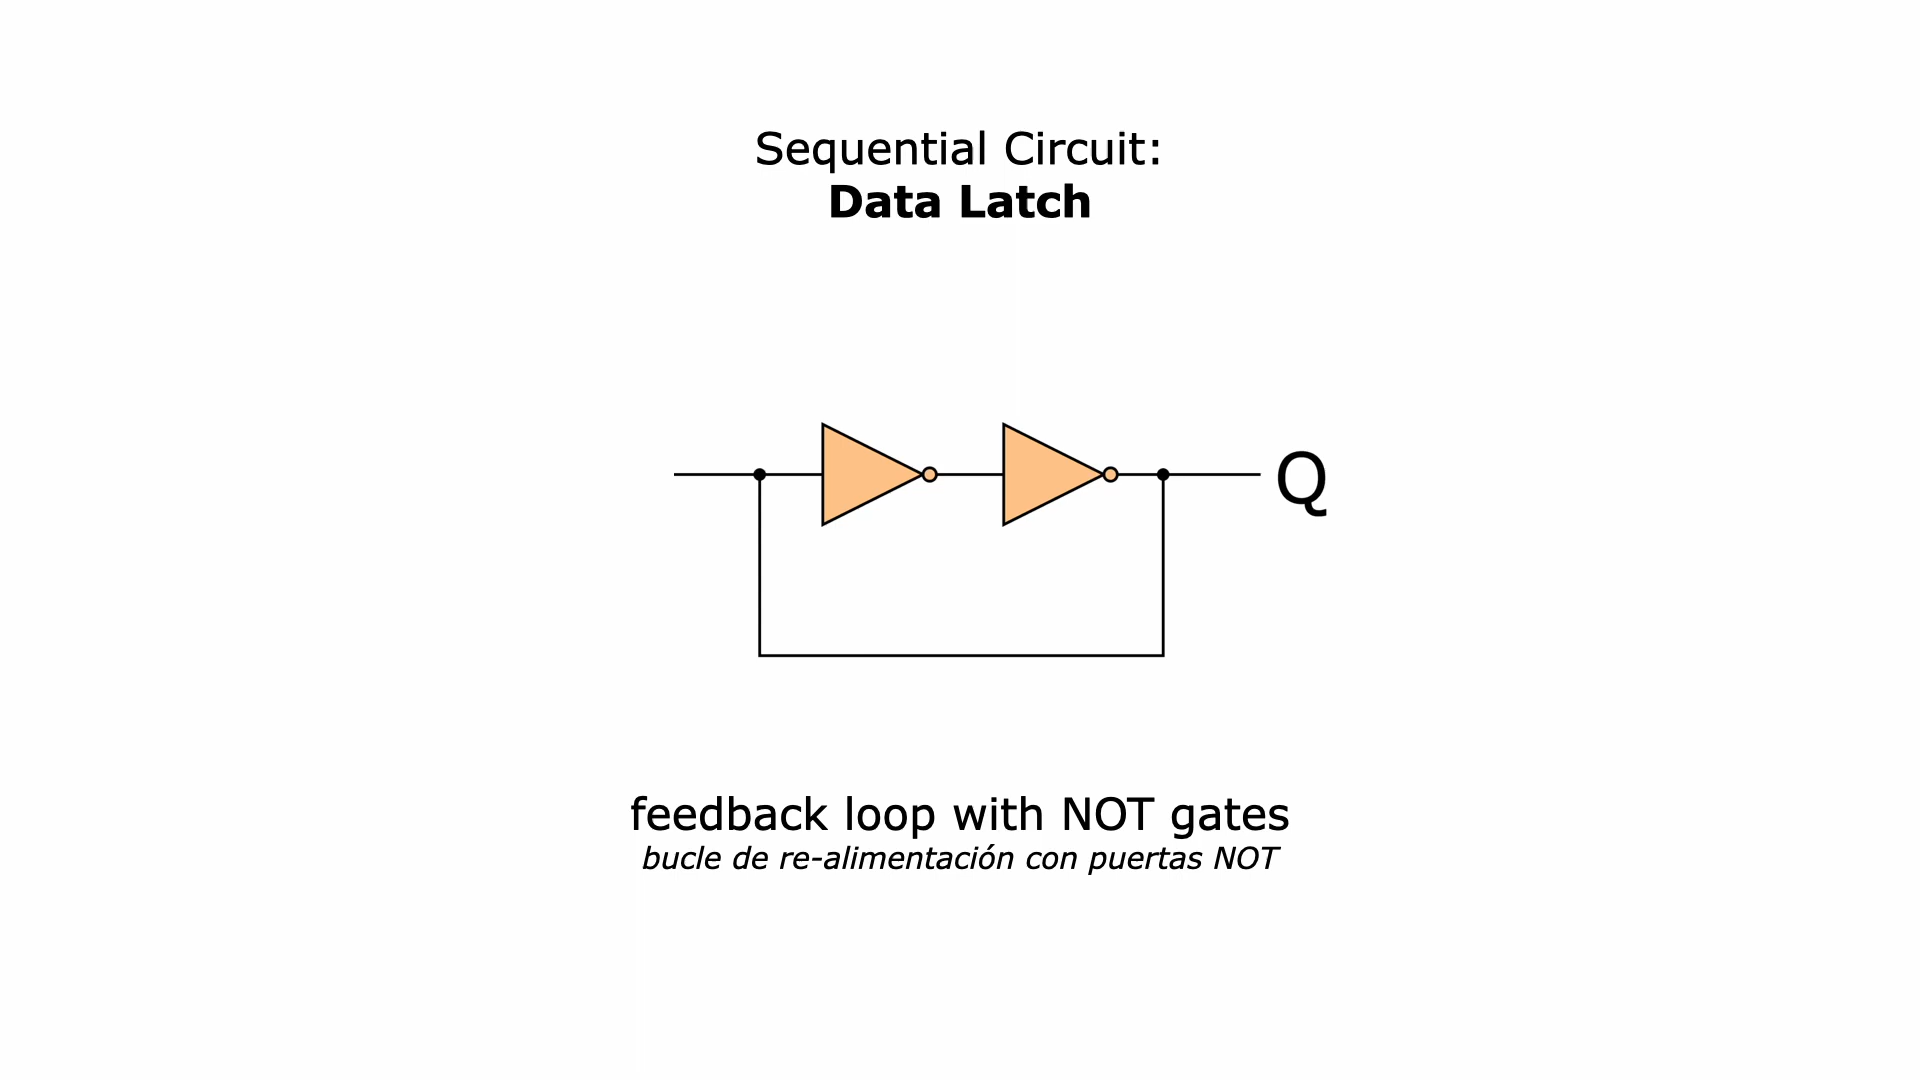 Sequential Circuit:
Data Latch
Q
feedback loop with NOT gates
bucle de re-alimentación con puertas NOT